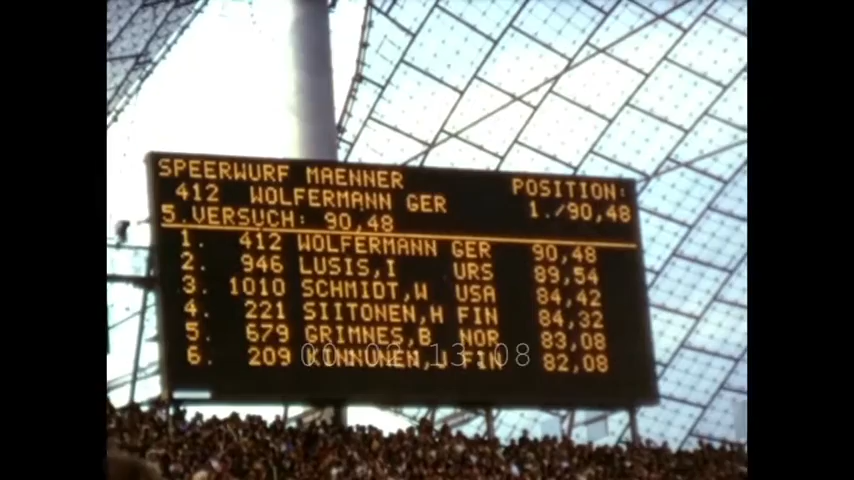 SPEERWURF MAENNER POSITION:
412 WOLFERMANN GER 1./90,48
5.VERSUCH: 90,48
1. 412 WOLFERMANN GER 90,48
2. 946 LUSIS,I URS 89,54
3. 1010 SCHMIDT,W USA 84,42
4. 221 SIITONEN,H FIN 84,32
5. 679 GRIMNES,B NOR 83,08
6. 209 FIN 82,08
13:08